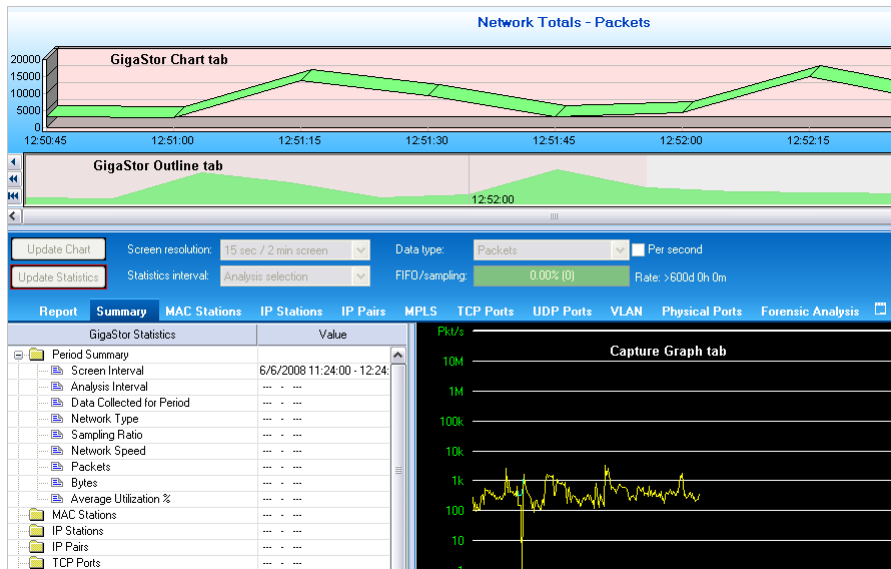 Network Totals - Packets
GigaStor Chart tab
20000
15000
10000
5000
0
12:50:45 12:51:00 12:51:15 12:51:30 12:51:45 12:52:00 12:52:15
GigaStor Outline tab
12:52:00
Update Chart Screen resolution: 15 sec / 2 min screen Data type: Packets Per second
Update Statistics Statistics interval: Analysis selection FIFO/sampling: 0.00% (0) Rate: >600d 0h 0m
Report Summary MAC Stations IP Stations IP Pairs MPLS TCP Ports UDP Ports VLAN Physical Ports Forensic Analysis
GigaStor Statistics Value
Period Summary
Screen Interval 6/6/2008 11:24:00 - 12:24:
Analysis Interval --- - ---
Data Collected for Period --- - ---
Network Type --- - ---
Sampling Ratio --- - ---
Network Speed --- - ---
Packets --- - ---
Bytes --- - ---
Average Utilization % --- - ---
MAC Stations --- - ---
IP Stations --- - ---
IP Pairs --- - ---
TCP Ports --- - ---
Pkt/s
Capture Graph tab
10M
1M
100k
10k
1k
100
10
1